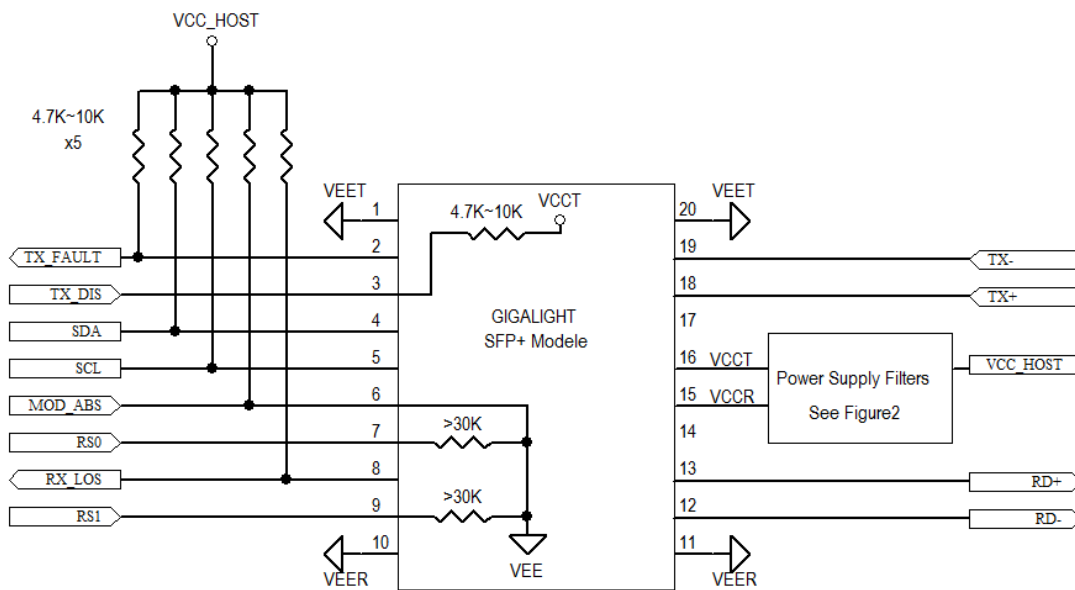 VCC_HOST
4.7K~10K
x5
VEET
1
4.7K~10K
VCCT
20
VEET
TX_FAULT
2
19
TX-
TX_DIS
3
18
TX+
SDA
4
GIGALIGHT
SFP+ Modele
17
SCL
5
16
VCCT
Power Supply Filters
See Figure2
VCC_HOST
MOD_ABS
6
15
VCCR
RS0
7
>30K
14
RX_LOS
8
13
RD+
RS1
9
>30K
12
RD-
10
VEER
VEE
11
VEER